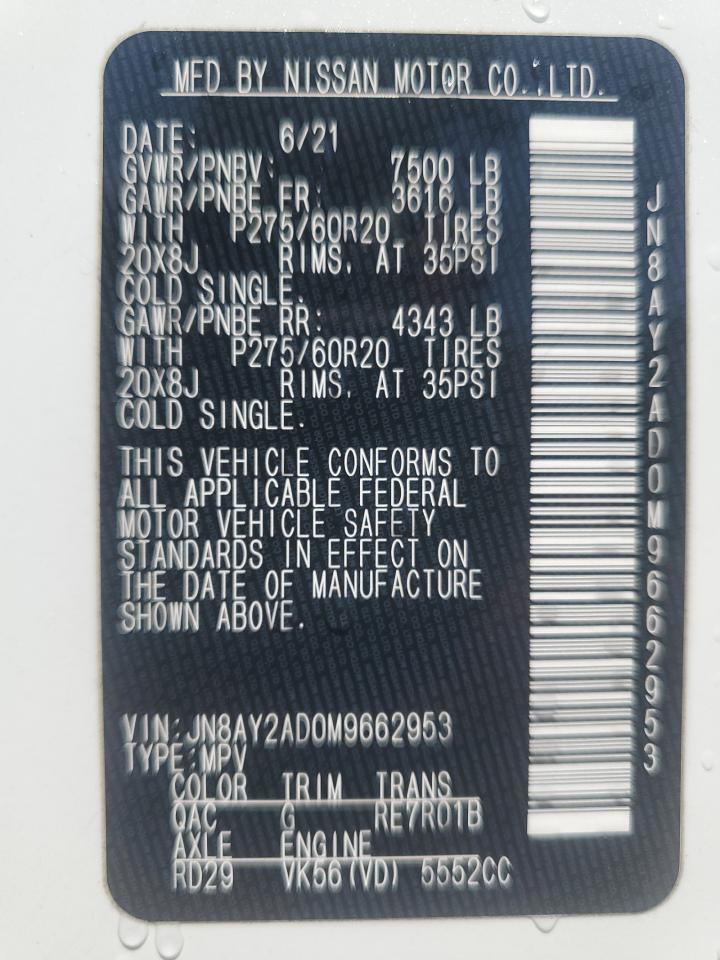 MFD BY NISSAN MOTOR CO.,LTD.
DATE: 6/21
GVWR/PNBV: 7500 LB
GAWR/PNBE FR: 3616 LB
WITH P275/60R20 TIRES
20X8J RIMS, AT 35PSI
COLD SINGLE.
GAWR/PNBE RR: 4343 LB
WITH P275/60R20 TIRES
20X8J RIMS, AT 35PSI
COLD SINGLE.
THIS VEHICLE CONFORMS TO
ALL APPLICABLE FEDERAL
MOTOR VEHICLE SAFETY
STANDARDS IN EFFECT ON
THE DATE OF MANUFACTURE
SHOWN ABOVE.
VIN:JN8AY2AD0M9662953
TYPE:MPV
COLOR TRIM TRANS
QAC G RE7R01B
AXLE ENGINE
RD29 VK56(VD) 5552CC
JN8AY2AD0M9662953